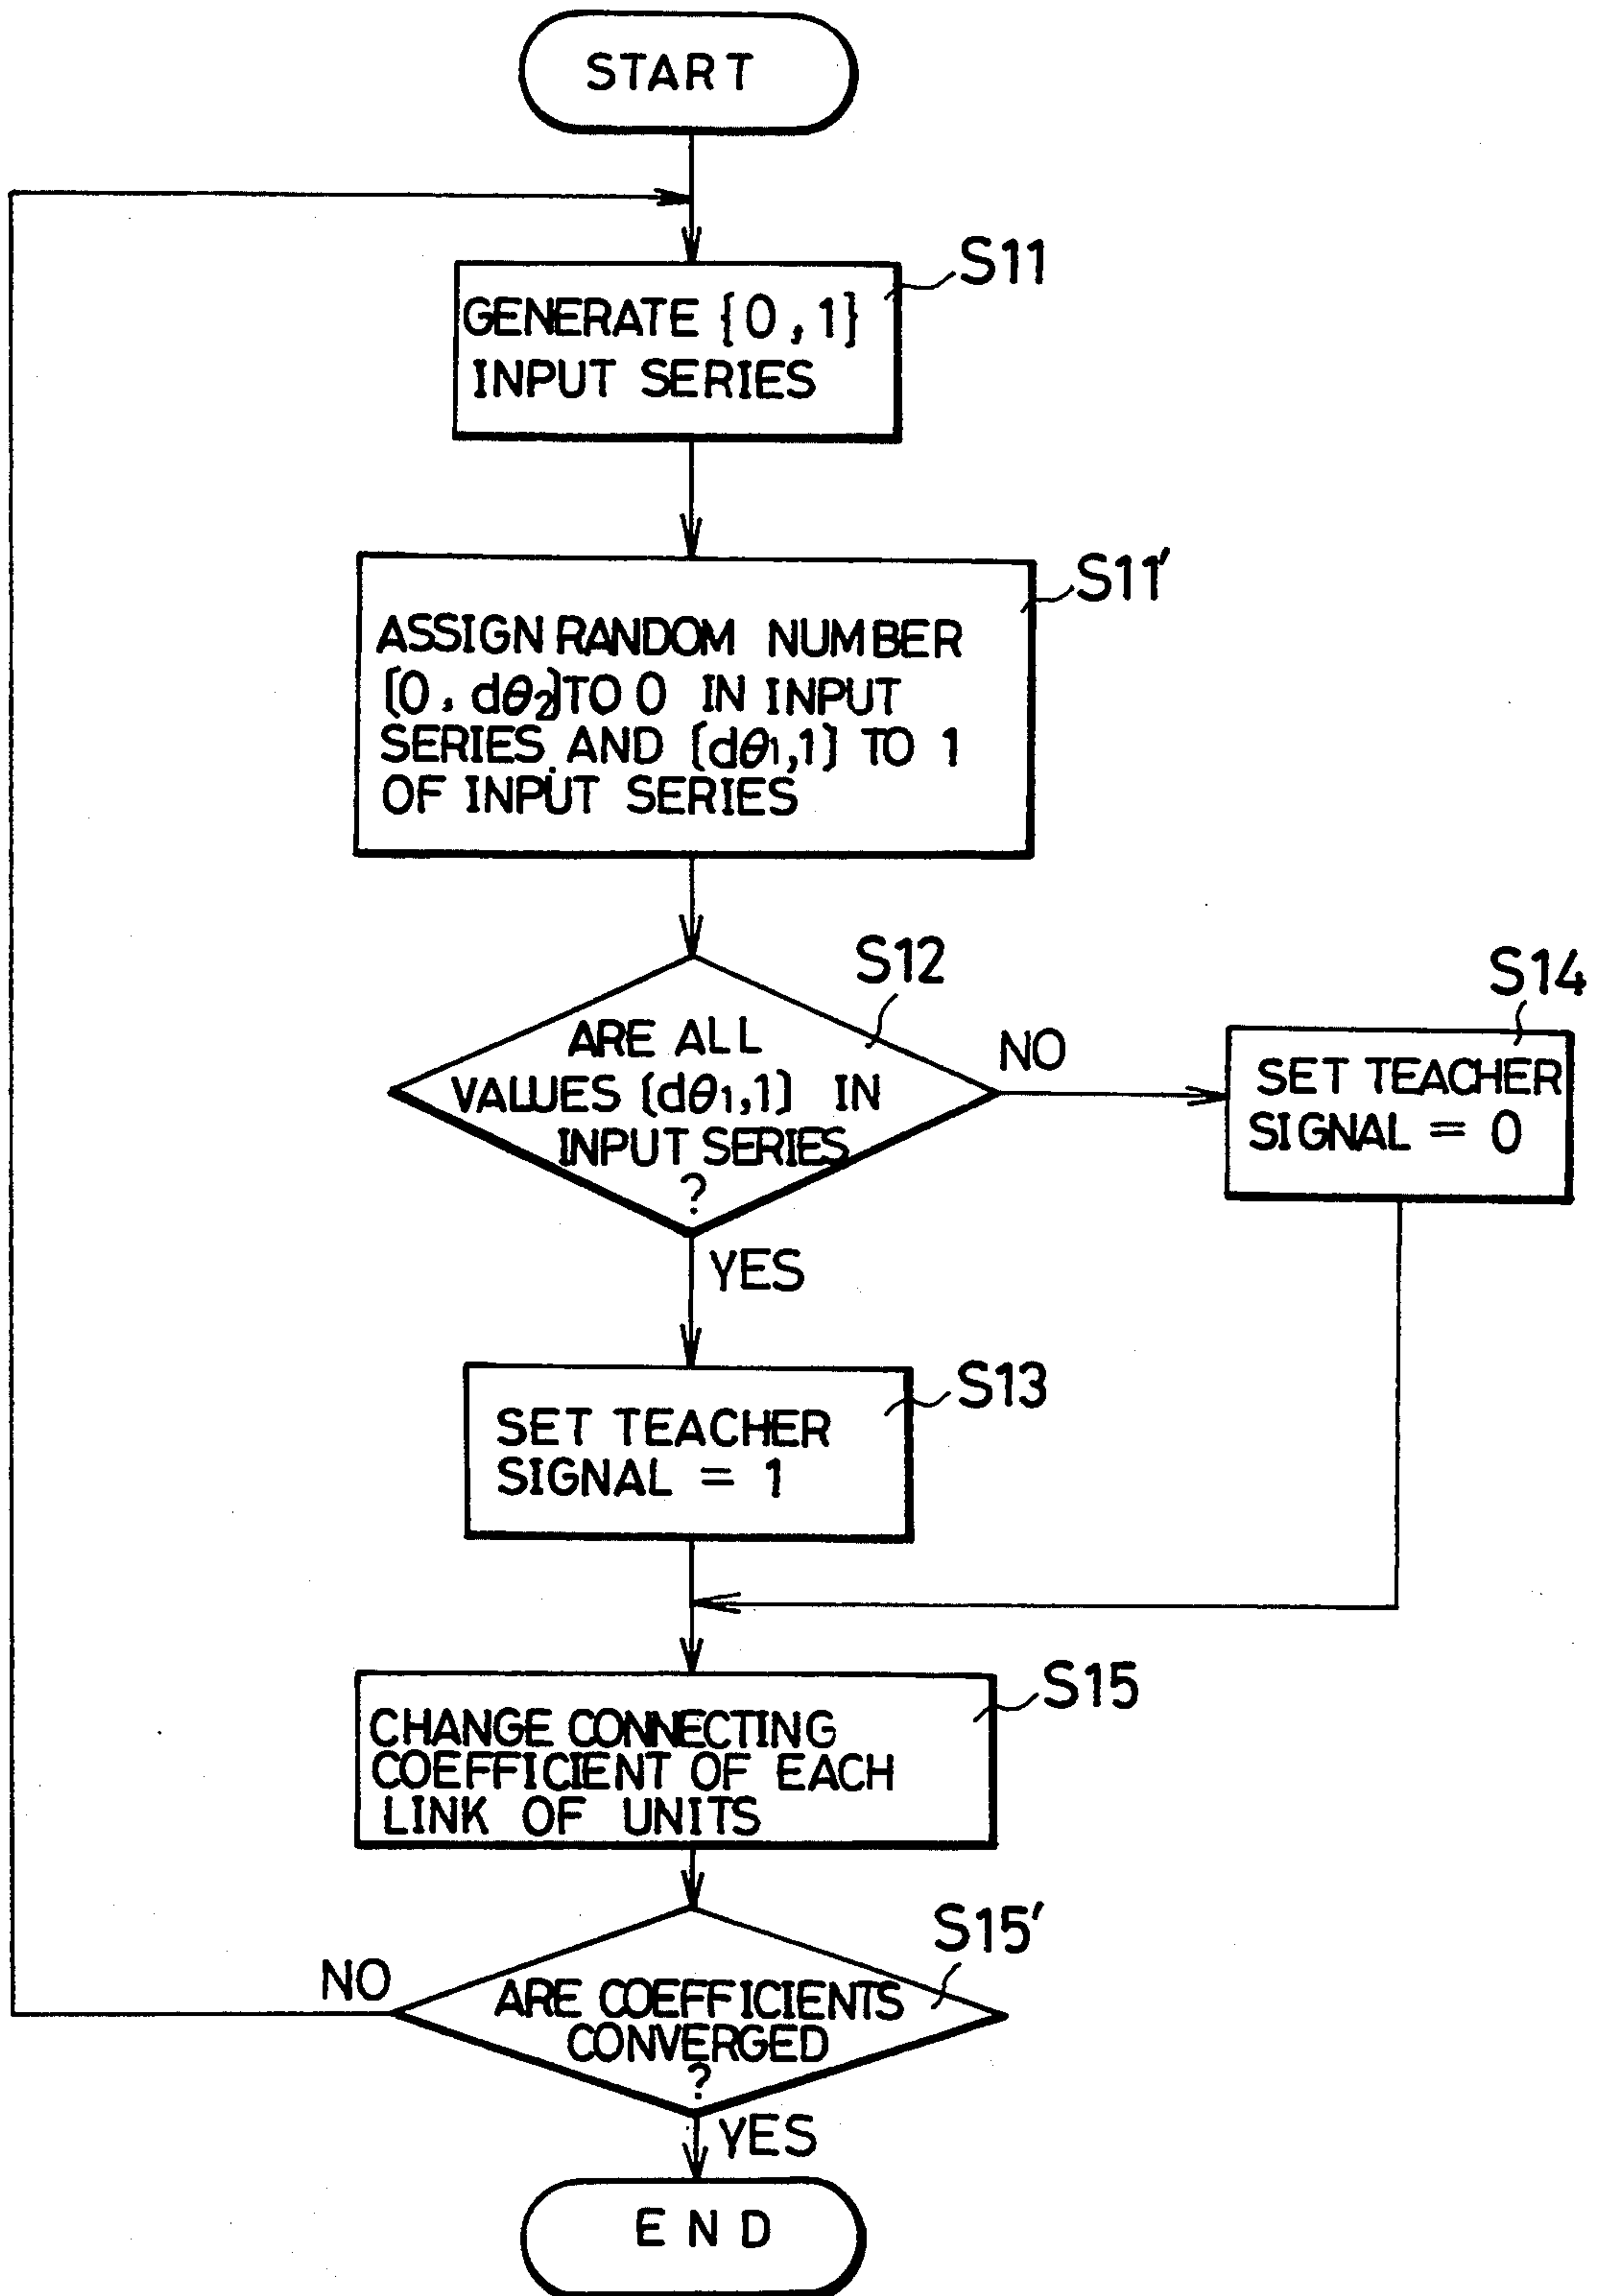 START
S11
GENERATE {0,1}
INPUT SERIES
S11'
ASSIGN RANDOM NUMBER
[0, dθ2] TO 0 IN INPUT
SERIES AND [dθ1,1] TO 1
OF INPUT SERIES
S12
ARE ALL
VALUES [dθ1,1] IN
INPUT SERIES
?
NO
S14
SET TEACHER
SIGNAL = 0
YES
S13
SET TEACHER
SIGNAL = 1
S15
CHANGE CONNECTING
COEFFICIENT OF EACH
LINK OF UNITS
S15'
NO
ARE COEFFICIENTS
CONVERGED
?
YES
END